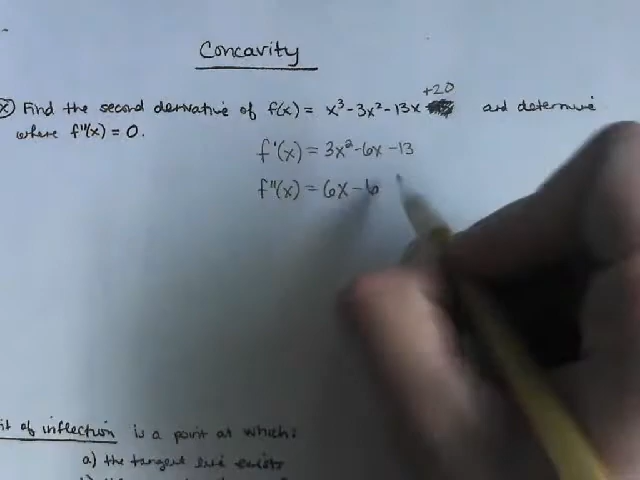 Concavity
+20
x) Find the second derivative of f(x) = x³ - 3x² - 13x and determine
where f"(x) = 0.
f'(x) = 3x² - 6x - 13
f"(x) = 6x - 6
of inflection is a point at which:
a) the tangent line exists